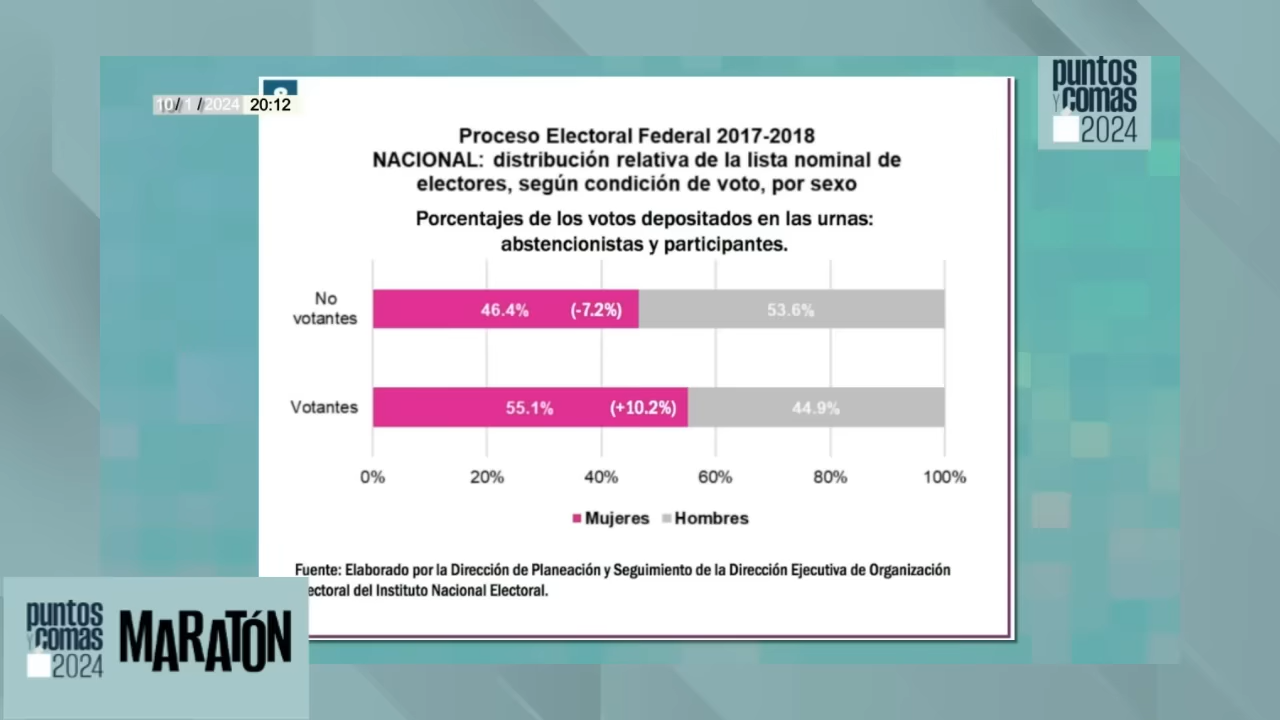 puntos
Y comas
2024
10/1/2024 20:12
Proceso Electoral Federal 2017-2018
NACIONAL: distribución relativa de la lista nominal de
electores, según condición de voto, por sexo
Porcentajes de los votos depositados en las urnas:
abstencionistas y participantes.
No
votantes
46.4% (-7.2%) 53.6%
Votantes 55.1% (+10.2%) 44.9%
0% 20% 40% 60% 80% 100%
Mujeres Hombres
Fuente: Elaborado por la Dirección de Planeación y Seguimiento de la Dirección Ejecutiva de Organización
ectoral del Instituto Nacional Electoral.
puntos
Y comas
2024
MARATÓN